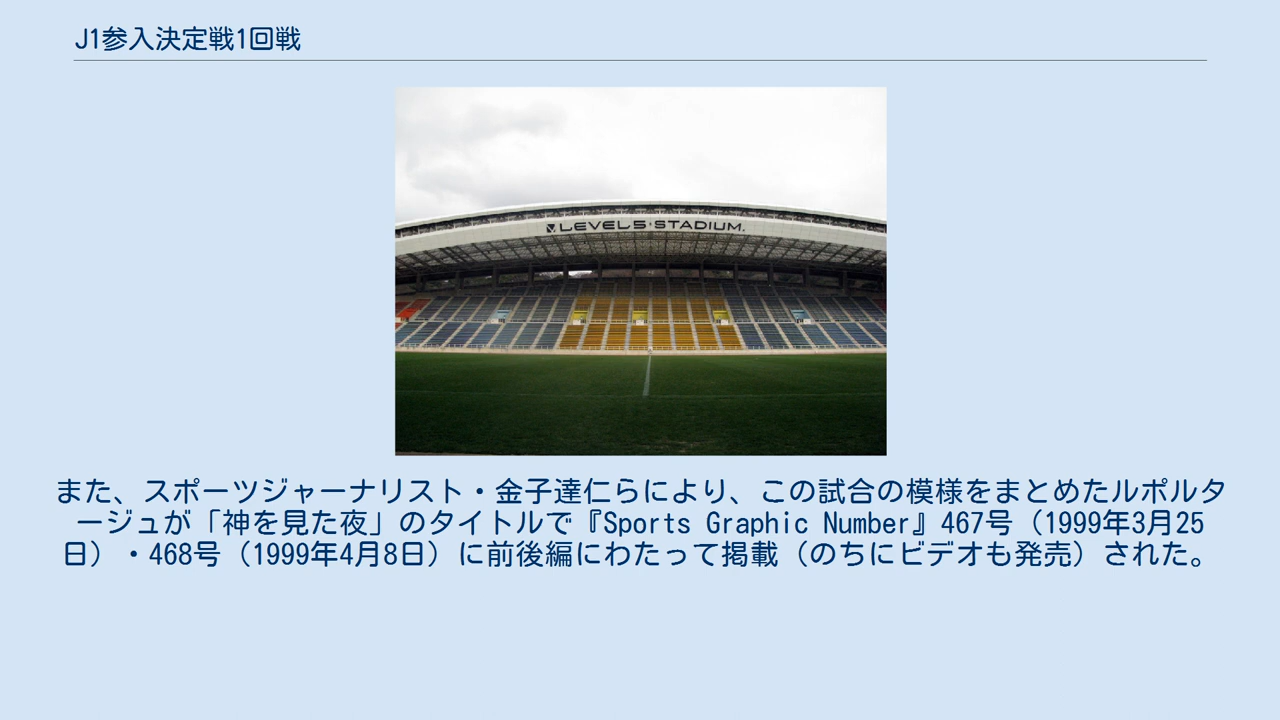 J1参入決定戦1回戦
LEVEL5·STADIUM.
また、スポーツジャーナリスト・金子達仁らにより、この試合の模様をまとめたルポルタ
ージュが「神を見た夜」のタイトルで『Sports Graphic Number』467号（1999年3月25
日）・468号（1999年4月8日）に前後編にわたって掲載（のちにビデオも発売）された。